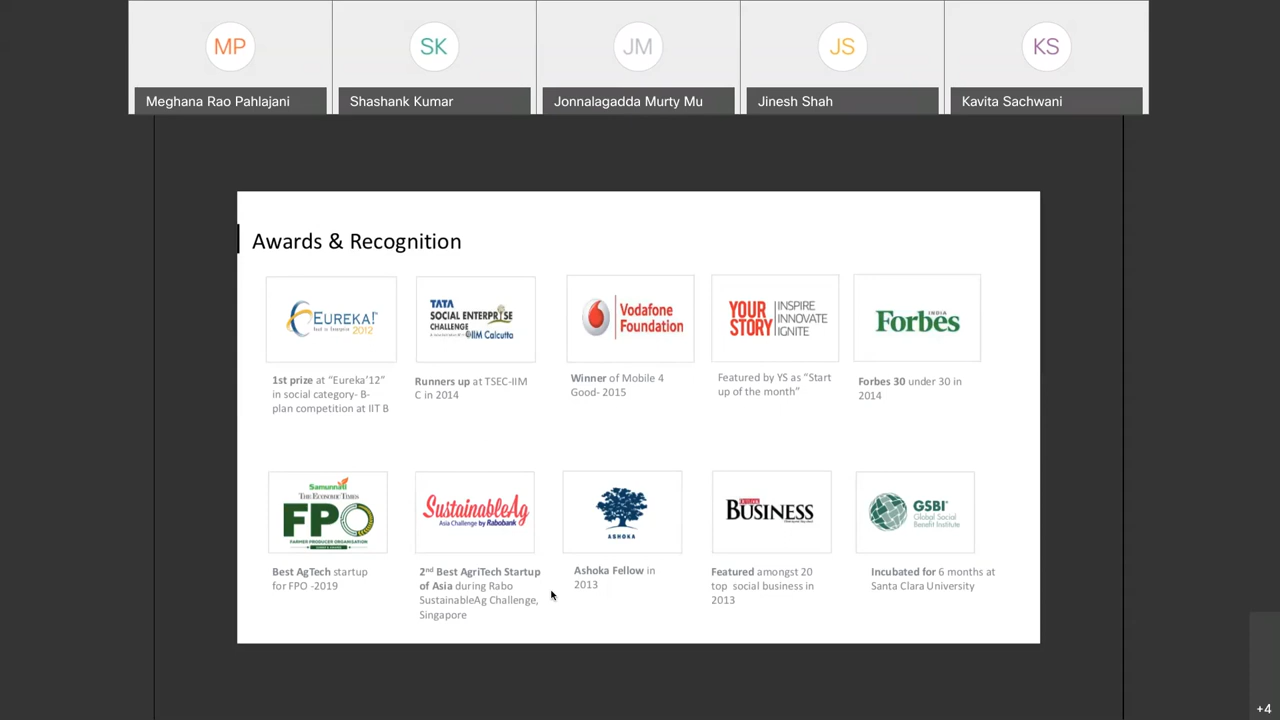 MP
SK
JM
JS
KS
Meghana Rao Pahlajani
Shashank Kumar
Jonnalagadda Murty Mu
Jinesh Shah
Kavita Sachwani
Awards & Recognition
EUREKA!
2012
TATA
SOCIAL ENTERPRISE
CHALLENGE
IIM Calcutta
Vodafone
Foundation
YOUR
STORY
INSPIRE
INNOVATE
IGNITE
INDIA
Forbes
1st prize at “Eureka’12”
in social category- B-
plan competition at IIT B
Runners up at TSEC-IIM
C in 2014
Winner of Mobile 4
Good- 2015
Featured by YS as “Start
up of the month”
Forbes 30 under 30 in
2014
Samunnati
THE ECONOMIC TIMES
FPO
FARMER PRODUCER ORGANISATION
SustainableAg
Asia Challenge by Rabobank
ASHOKA
OUTLOOK
BUSINESS
GSBI
Global Social
Benefit Institute
Best AgTech startup
for FPO -2019
2nd Best AgriTech Startup
of Asia during Rabo
SustainableAg Challenge,
Singapore
Ashoka Fellow in
2013
Featured amongst 20
top social business in
2013
Incubated for 6 months at
Santa Clara University
+4